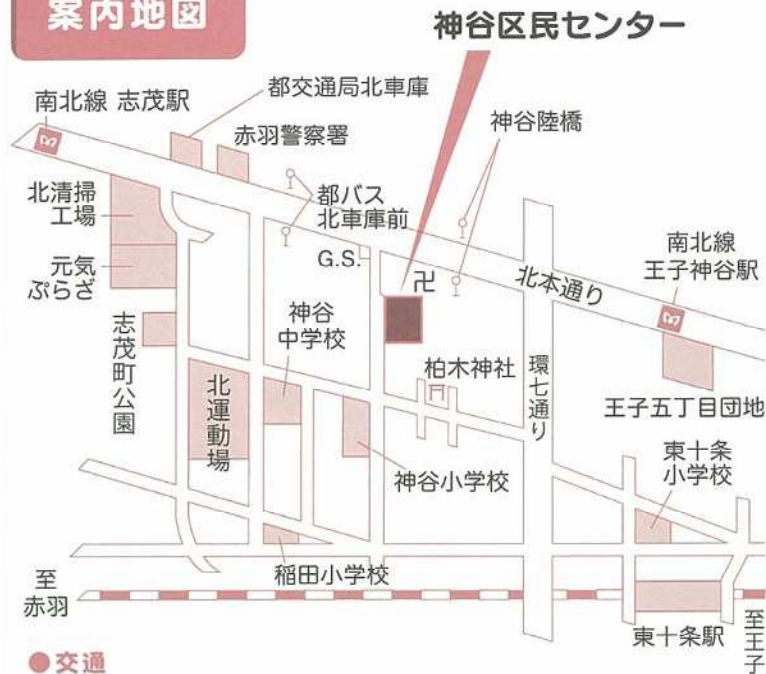 案内地図
神谷区民センター
南北線 志茂駅
都交通局北車庫
赤羽警察署
神谷陸橋
北清掃
工場
都バス
北車庫前
元気
ぷらざ
G.S.
卍
北本通り
南北線
王子神谷駅
志茂町公園
神谷
中学校
北運動場
柏木神社
環七通り
王子五丁目団地
神谷小学校
東十条
小学校
稲田小学校
至
赤羽
東十条駅
至王子
●交通